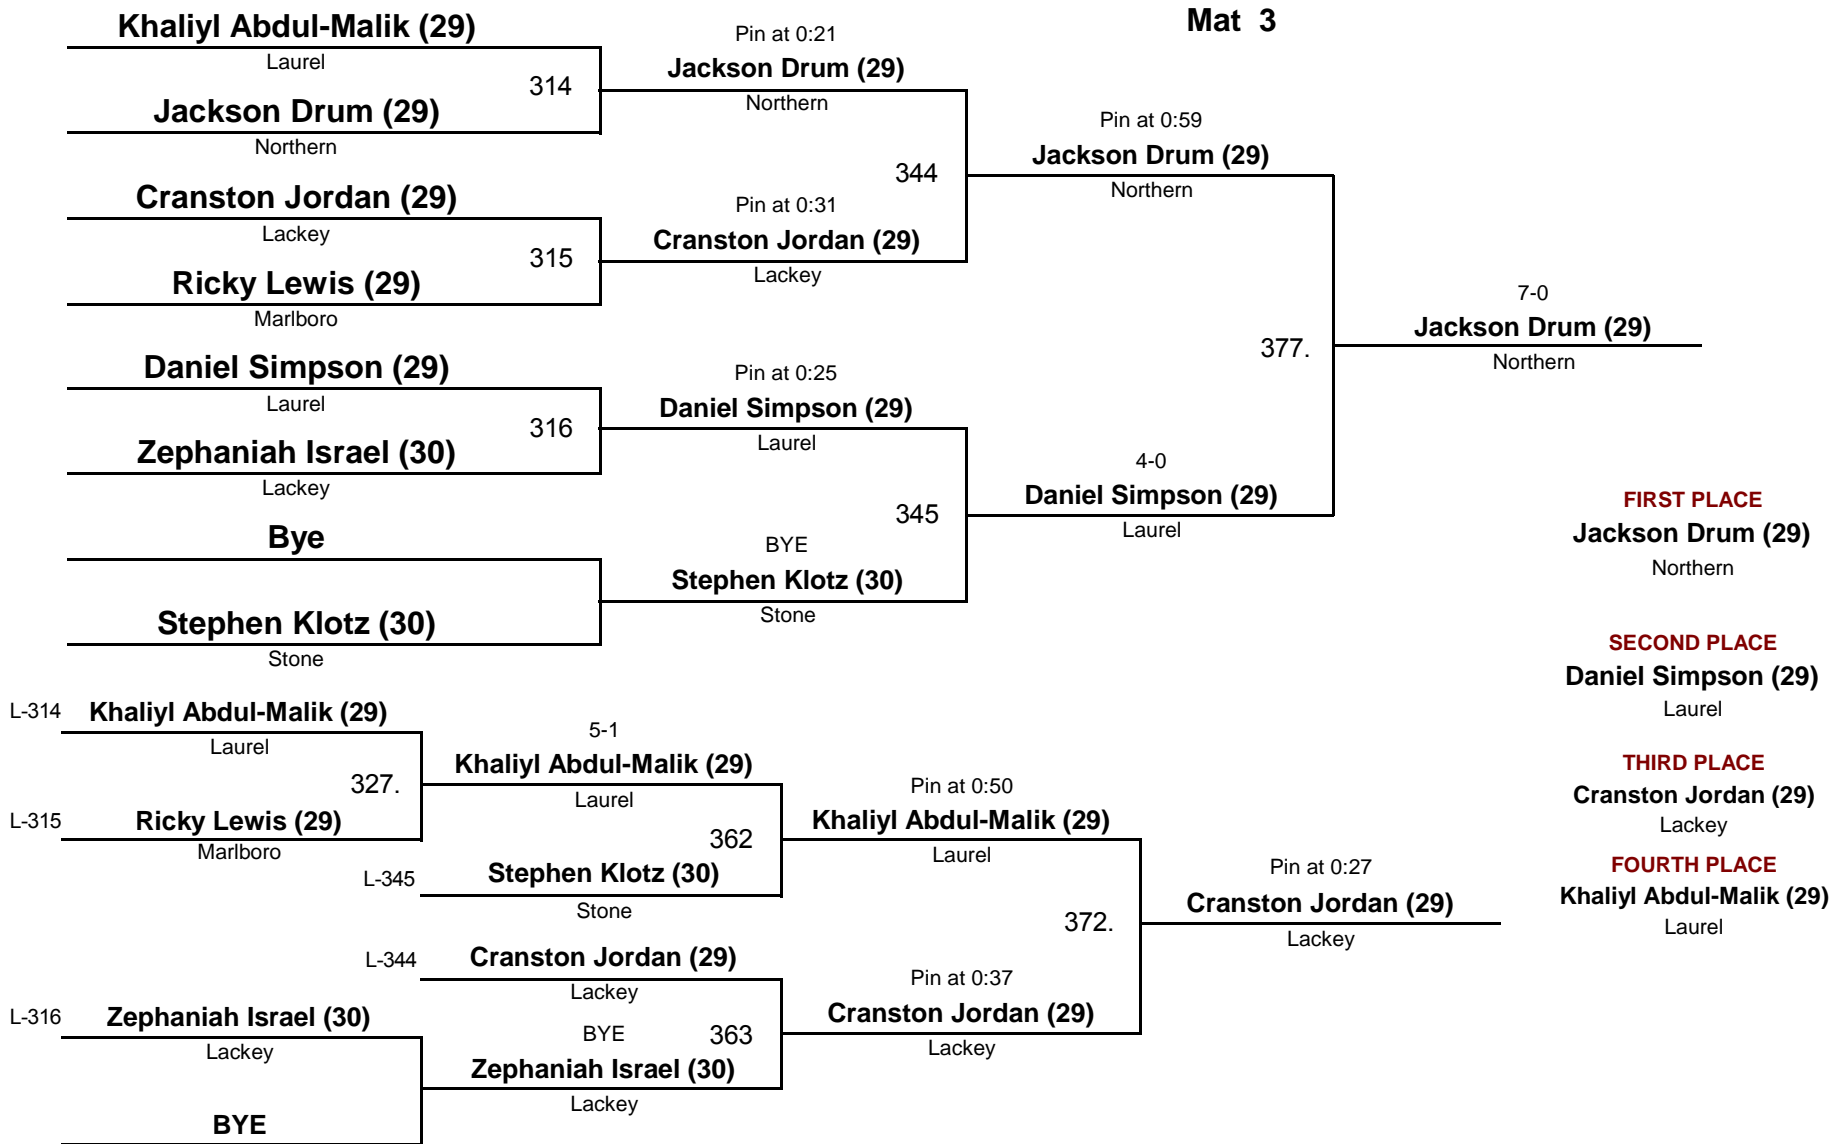 Mat 3
Khaliyl Abdul-Malik (29)
Laurel
314
Jackson Drum (29)
Northern
Cranston Jordan (29)
Lackey
315
Ricky Lewis (29)
Marlboro
Daniel Simpson (29)
Laurel
316
Zephaniah Israel (30)
Lackey
Bye
Stephen Klotz (30)
Stone
Pin at 0:21
Jackson Drum (29)
Northern
344
Pin at 0:31
Cranston Jordan (29)
Lackey
Pin at 0:25
Daniel Simpson (29)
Laurel
345
BYE
Stephen Klotz (30)
Stone
Pin at 0:59
Jackson Drum (29)
Northern
377.
4-0
Daniel Simpson (29)
Laurel
7-0
Jackson Drum (29)
Northern
FIRST PLACE
Jackson Drum (29)
Northern
SECOND PLACE
Daniel Simpson (29)
Laurel
THIRD PLACE
Cranston Jordan (29)
Lackey
FOURTH PLACE
Khaliyl Abdul-Malik (29)
Laurel
L-314 Khaliyl Abdul-Malik (29)
Laurel
327.
L-315 Ricky Lewis (29)
Marlboro
5-1
Khaliyl Abdul-Malik (29)
Laurel
362
L-345 Stephen Klotz (30)
Stone
L-344 Cranston Jordan (29)
Lackey
L-316 Zephaniah Israel (30)
Lackey
BYE
BYE 363
Zephaniah Israel (30)
Lackey
Pin at 0:50
Khaliyl Abdul-Malik (29)
Laurel
372.
Pin at 0:37
Cranston Jordan (29)
Lackey
Pin at 0:27
Cranston Jordan (29)
Lackey